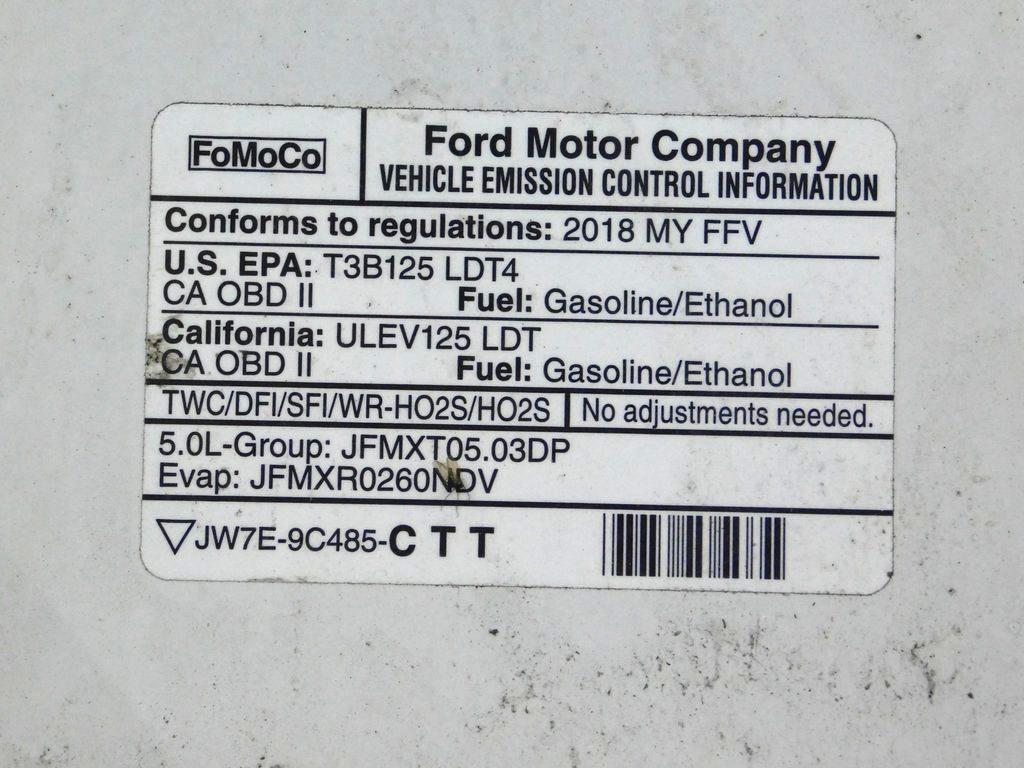 FoMoCo
Ford Motor Company
VEHICLE EMISSION CONTROL INFORMATION
Conforms to regulations: 2018 MY FFV
U.S. EPA: T3B125 LDT4
CA OBD II Fuel: Gasoline/Ethanol
California: ULEV125 LDT
CA OBD II Fuel: Gasoline/Ethanol
TWC/DFI/SFI/WR-HO2S/HO2S No adjustments needed.
5.0L-Group: JFMXT05.03DP
Evap: JFMXR0260NDV
JW7E-9C485-C T T